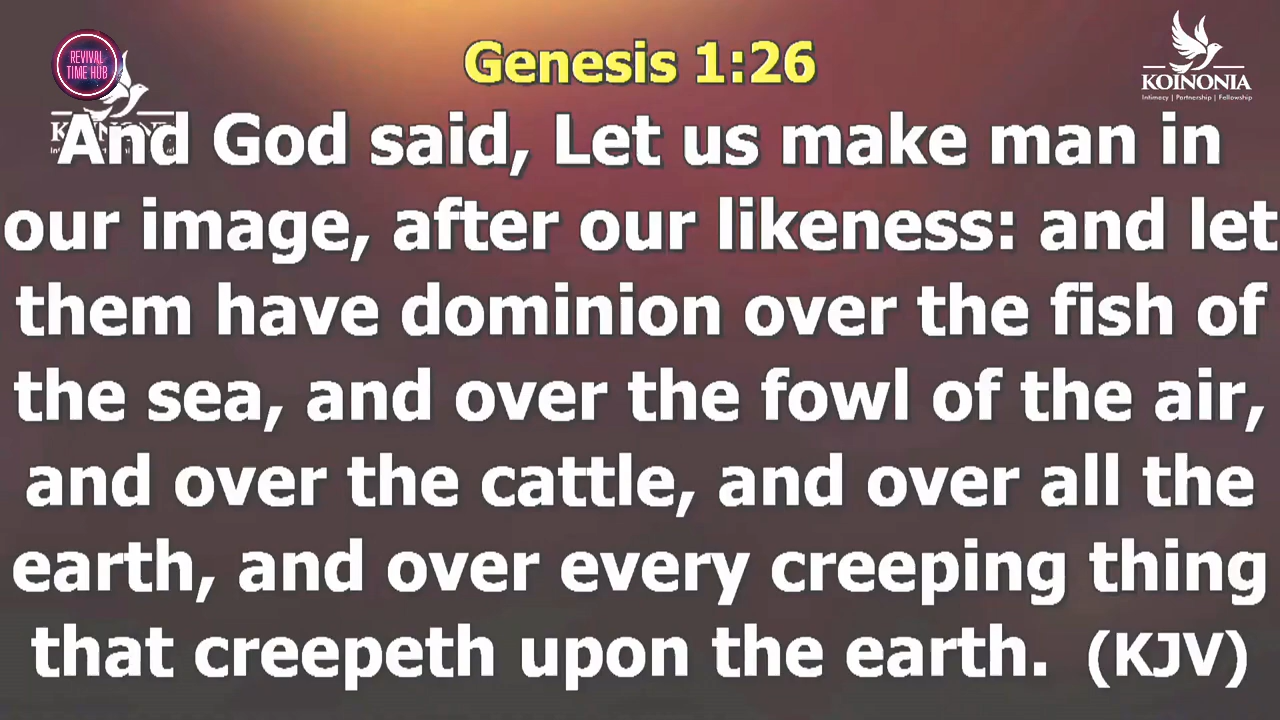 REVIVAL
TIME HUB
Genesis 1:26
KOINONIA
Intimacy | Partnership | Fellowship
And God said, Let us make man in
our image, after our likeness: and let
them have dominion over the fish of
the sea, and over the fowl of the air,
and over the cattle, and over all the
earth, and over every creeping thing
that creepeth upon the earth. (KJV)